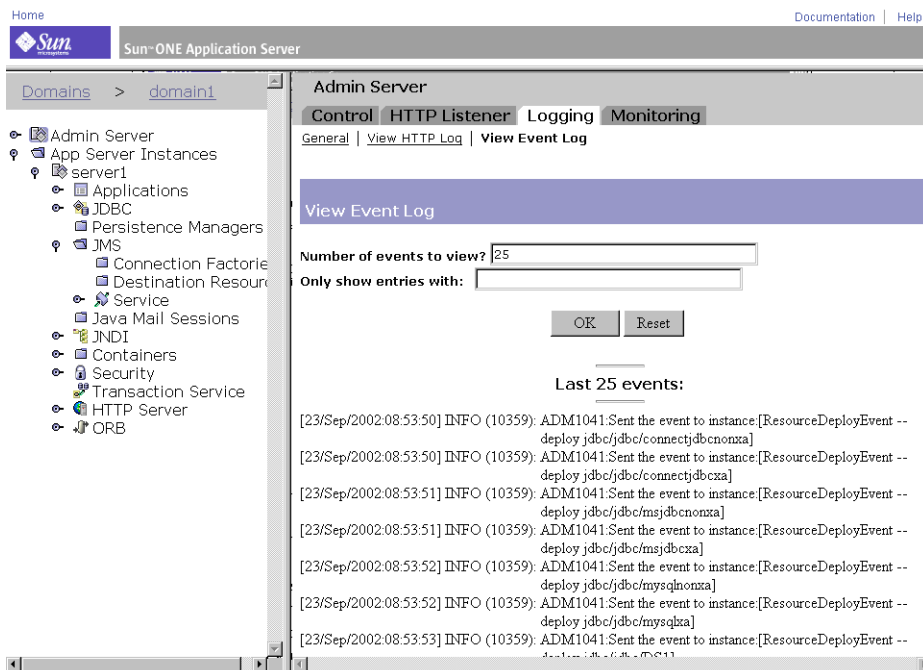 Home
Documentation | Help
Sun
microsystems
Sun™ ONE Application Server
Domains > domain1
Admin Server
App Server Instances
server1
Applications
JDBC
Persistence Managers
JMS
Connection Factorie
Destination Resour
Service
Java Mail Sessions
JNDI
Containers
Security
Transaction Service
HTTP Server
ORB
Admin Server
Control HTTP Listener Logging Monitoring
General | View HTTP Log | View Event Log
View Event Log
Number of events to view? 25
Only show entries with:
OK Reset
Last 25 events:
[23/Sep/2002:08:53:50] INFO (10359): ADM1041:Sent the event to instance:[ResourceDeployEvent --
deploy jdbc/jdbc/connectjdbcnonxa]
[23/Sep/2002:08:53:50] INFO (10359): ADM1041:Sent the event to instance:[ResourceDeployEvent --
deploy jdbc/jdbc/connectjdbcxa]
[23/Sep/2002:08:53:51] INFO (10359): ADM1041:Sent the event to instance:[ResourceDeployEvent --
deploy jdbc/jdbc/msjdbcnonxa]
[23/Sep/2002:08:53:51] INFO (10359): ADM1041:Sent the event to instance:[ResourceDeployEvent --
deploy jdbc/jdbc/msjdbcxa]
[23/Sep/2002:08:53:52] INFO (10359): ADM1041:Sent the event to instance:[ResourceDeployEvent --
deploy jdbc/jdbc/mysqlnonxa]
[23/Sep/2002:08:53:52] INFO (10359): ADM1041:Sent the event to instance:[ResourceDeployEvent --
deploy jdbc/jdbc/mysqlxa]
[23/Sep/2002:08:53:53] INFO (10359): ADM1041:Sent the event to instance:[ResourceDeployEvent --
deploy jdbc/jdbc/DS1]